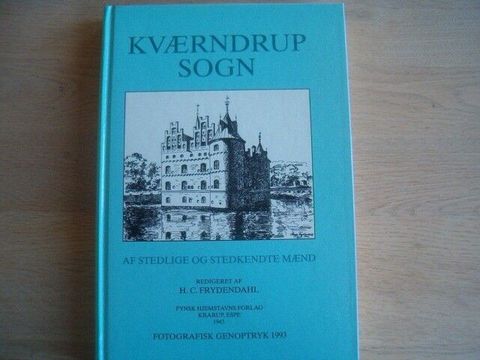 KVÆRNDRUP
SOGN
AF STEDLIGE OG STEDKENDTE MÆND
REDIGERET AF
H. C. FRYDENDAHL
FYNSK HJEMSTAVNS FORLAG
KRARUP, ESPE
1943
FOTOGRAFISK GENOPTRYK 1993